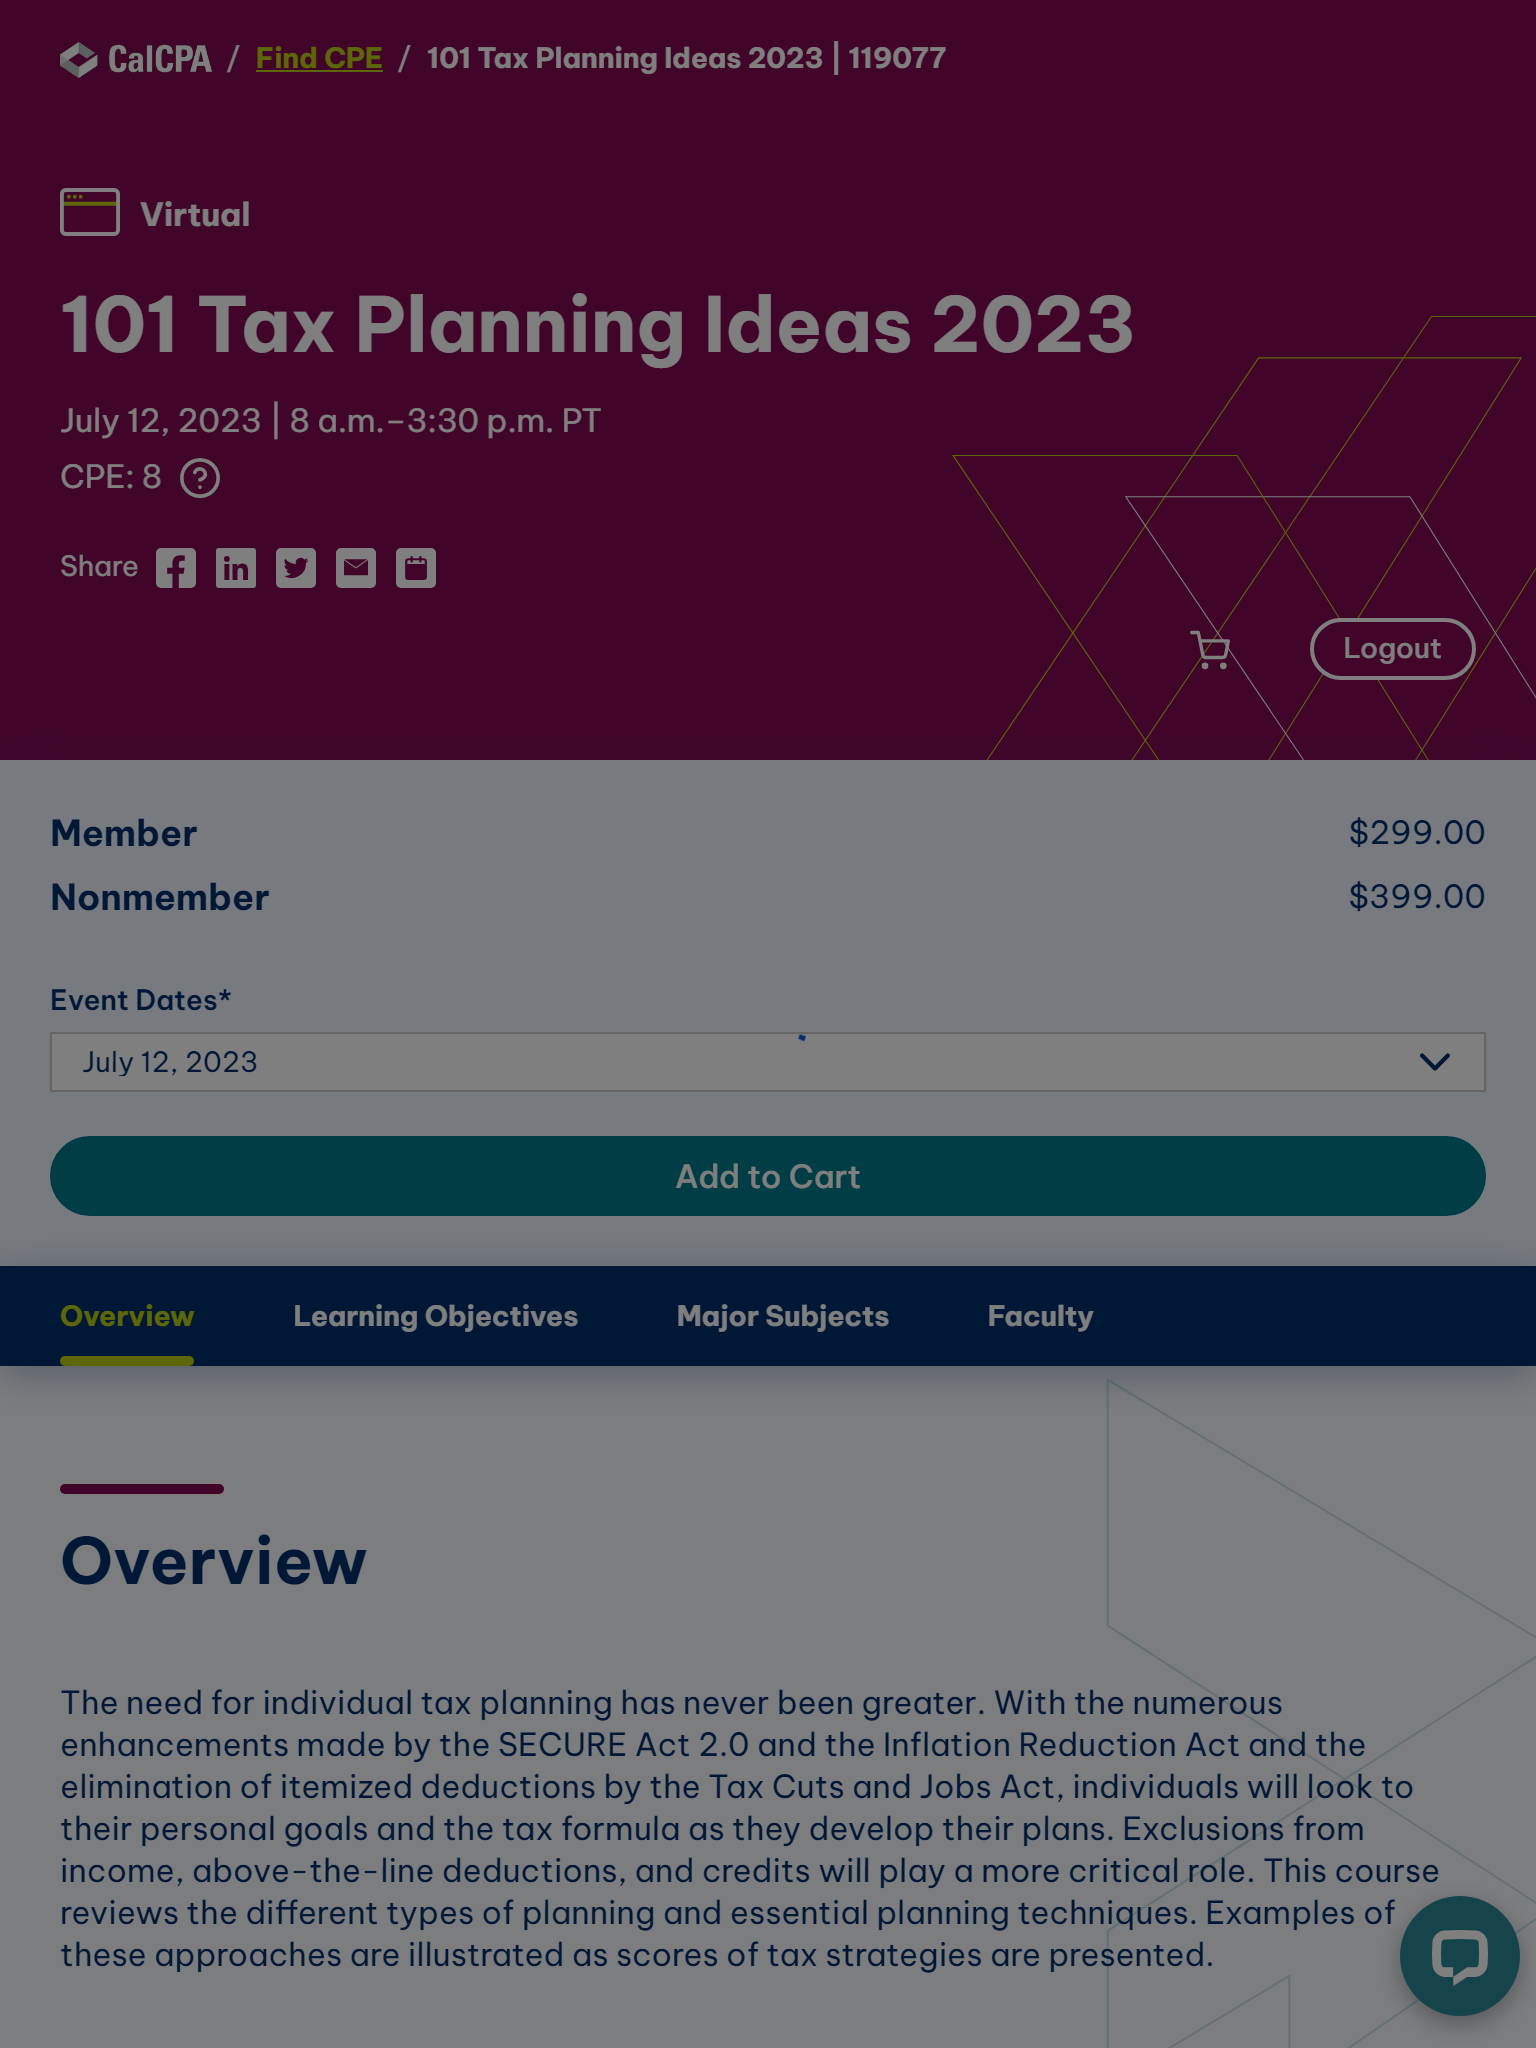 CalCPA / Find CPE / 101 Tax Planning Ideas 2023 | 119077
Virtual
101 Tax Planning Ideas 2023
July 12, 2023 | 8 a.m.–3:30 p.m. PT
CPE: 8 ?
Share
Logout
Member $299.00
Nonmember $399.00
Event Dates*
July 12, 2023
Add to Cart
Overview Learning Objectives Major Subjects Faculty
Overview
The need for individual tax planning has never been greater. With the numerous
enhancements made by the SECURE Act 2.0 and the Inflation Reduction Act and the
elimination of itemized deductions by the Tax Cuts and Jobs Act, individuals will look to
their personal goals and the tax formula as they develop their plans. Exclusions from
income, above-the-line deductions, and credits will play a more critical role. This course
reviews the different types of planning and essential planning techniques. Examples of
these approaches are illustrated as scores of tax strategies are presented.